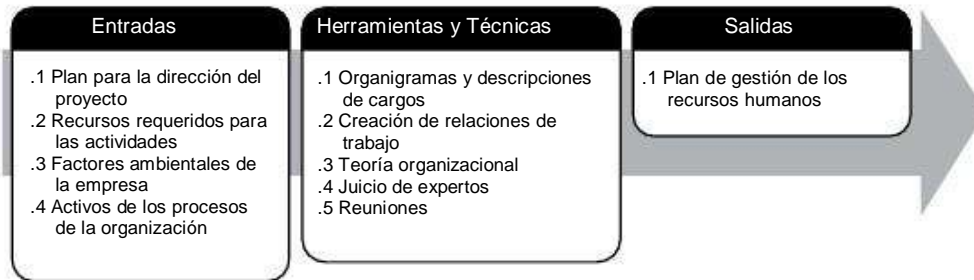 Entradas
.1 Plan para la dirección del
proyecto
.2 Recursos requeridos para
las actividades
.3 Factores ambientales de
la empresa
.4 Activos de los procesos
de la organización
Herramientas y Técnicas
.1 Organigramas y descripciones
de cargos
.2 Creación de relaciones de
trabajo
.3 Teoría organizacional
.4 Juicio de expertos
.5 Reuniones
Salidas
.1 Plan de gestión de los
recursos humanos